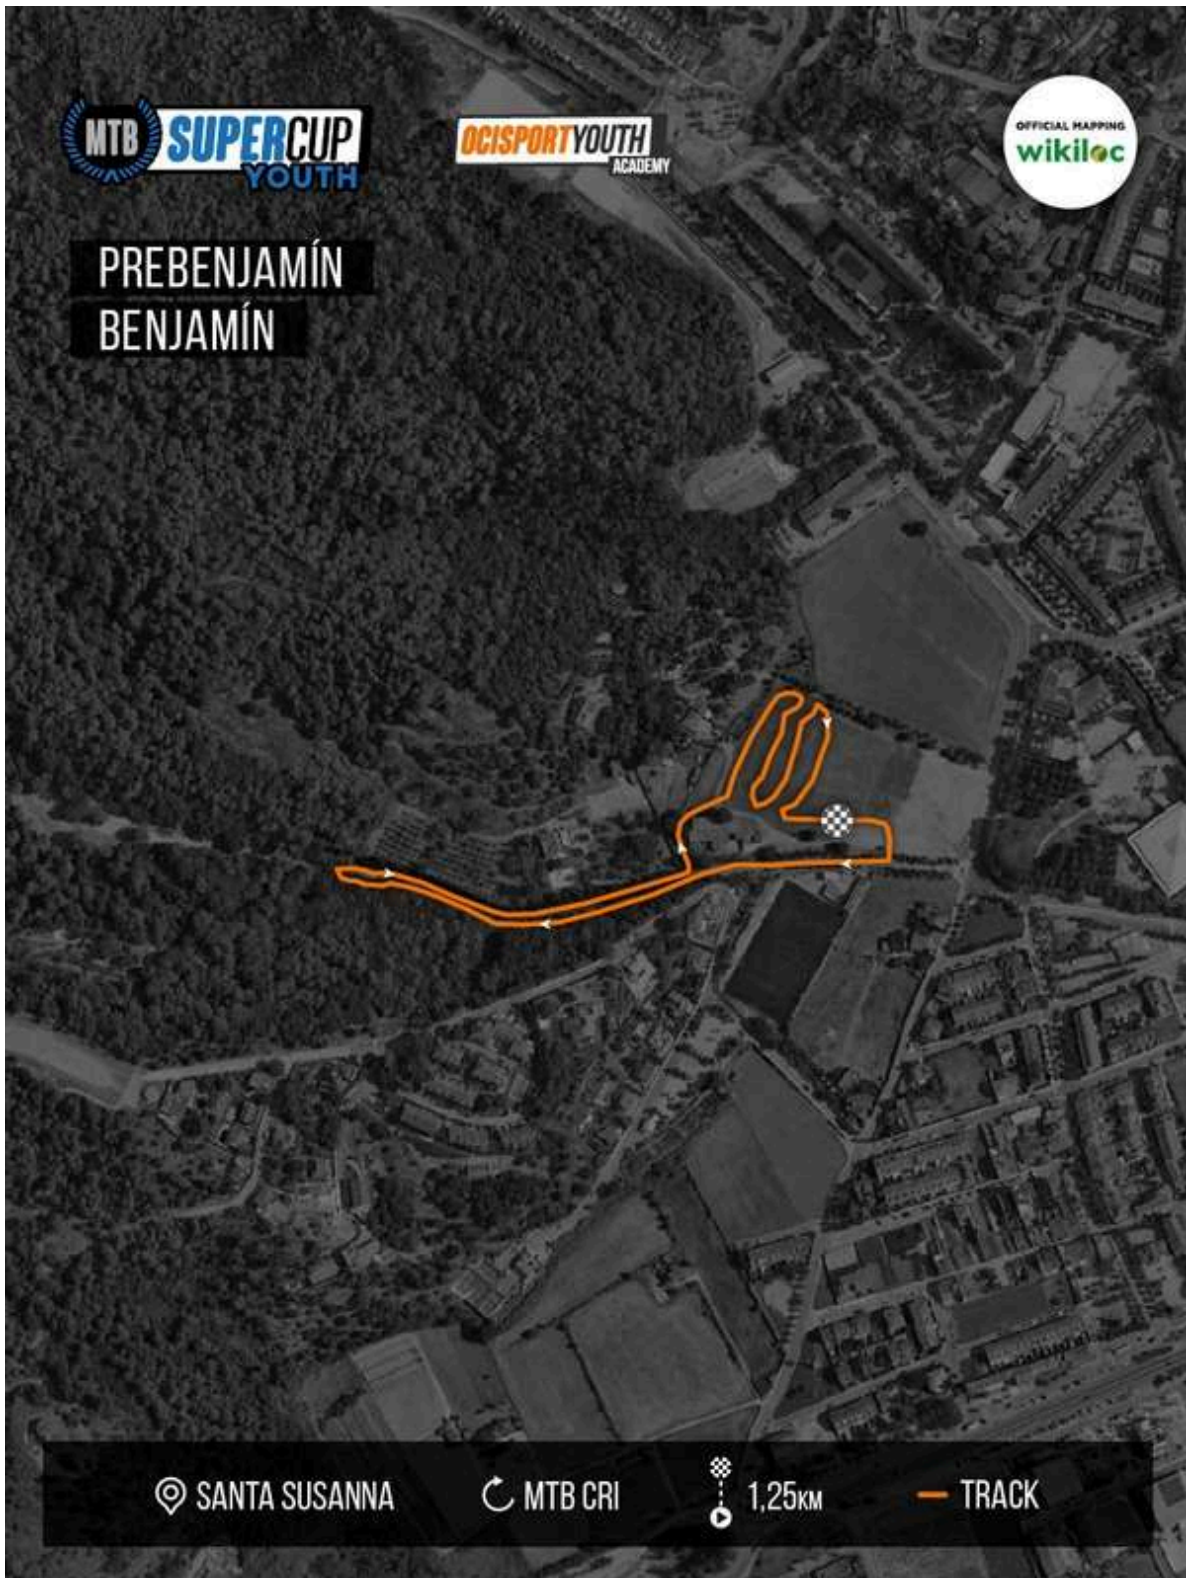 MTB SUPERCUP
YOUTH
OCISPORTYOUTH
ACADEMY
OFFICIAL MAPPING
wikiloc
PREBENJAMÍN
BENJAMÍN
SANTA SUSANNA
MTB CRI
1,25KM
TRACK